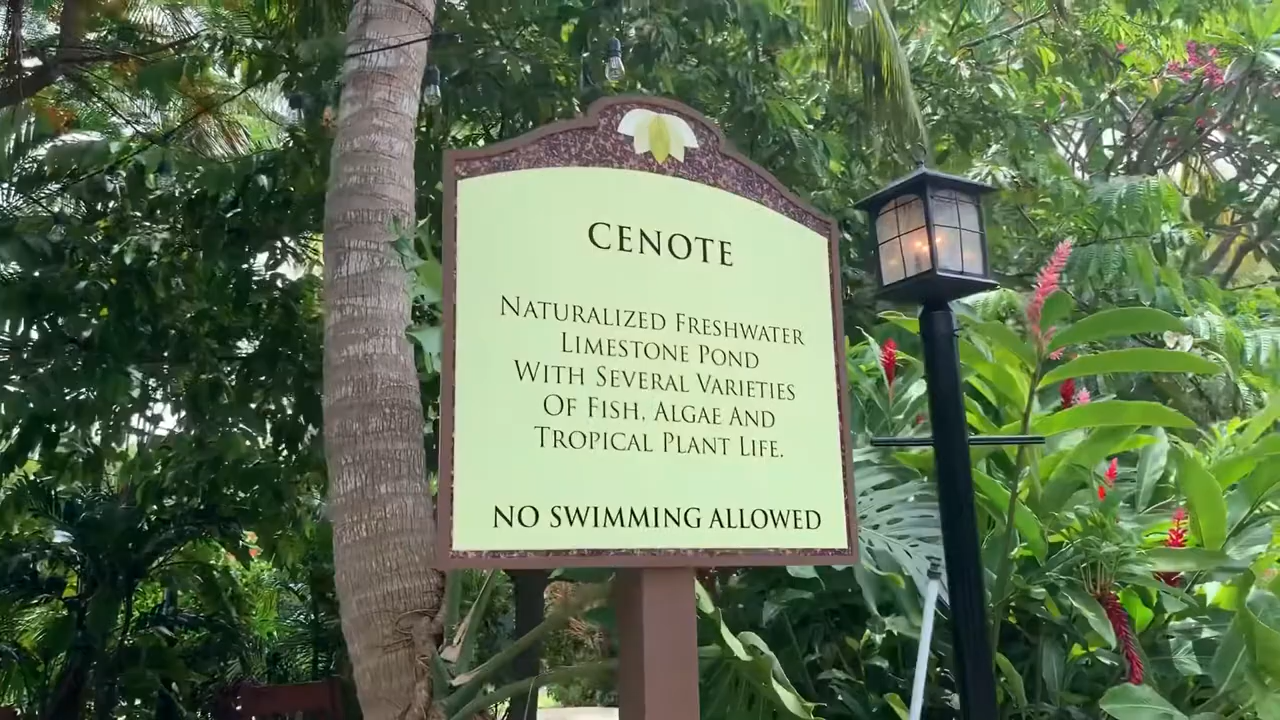 CENOTE
NATURALIZED FRESHWATER
LIMESTONE POND
WITH SEVERAL VARIETIES
OF FISH, ALGAE AND
TROPICAL PLANT LIFE.
NO SWIMMING ALLOWED